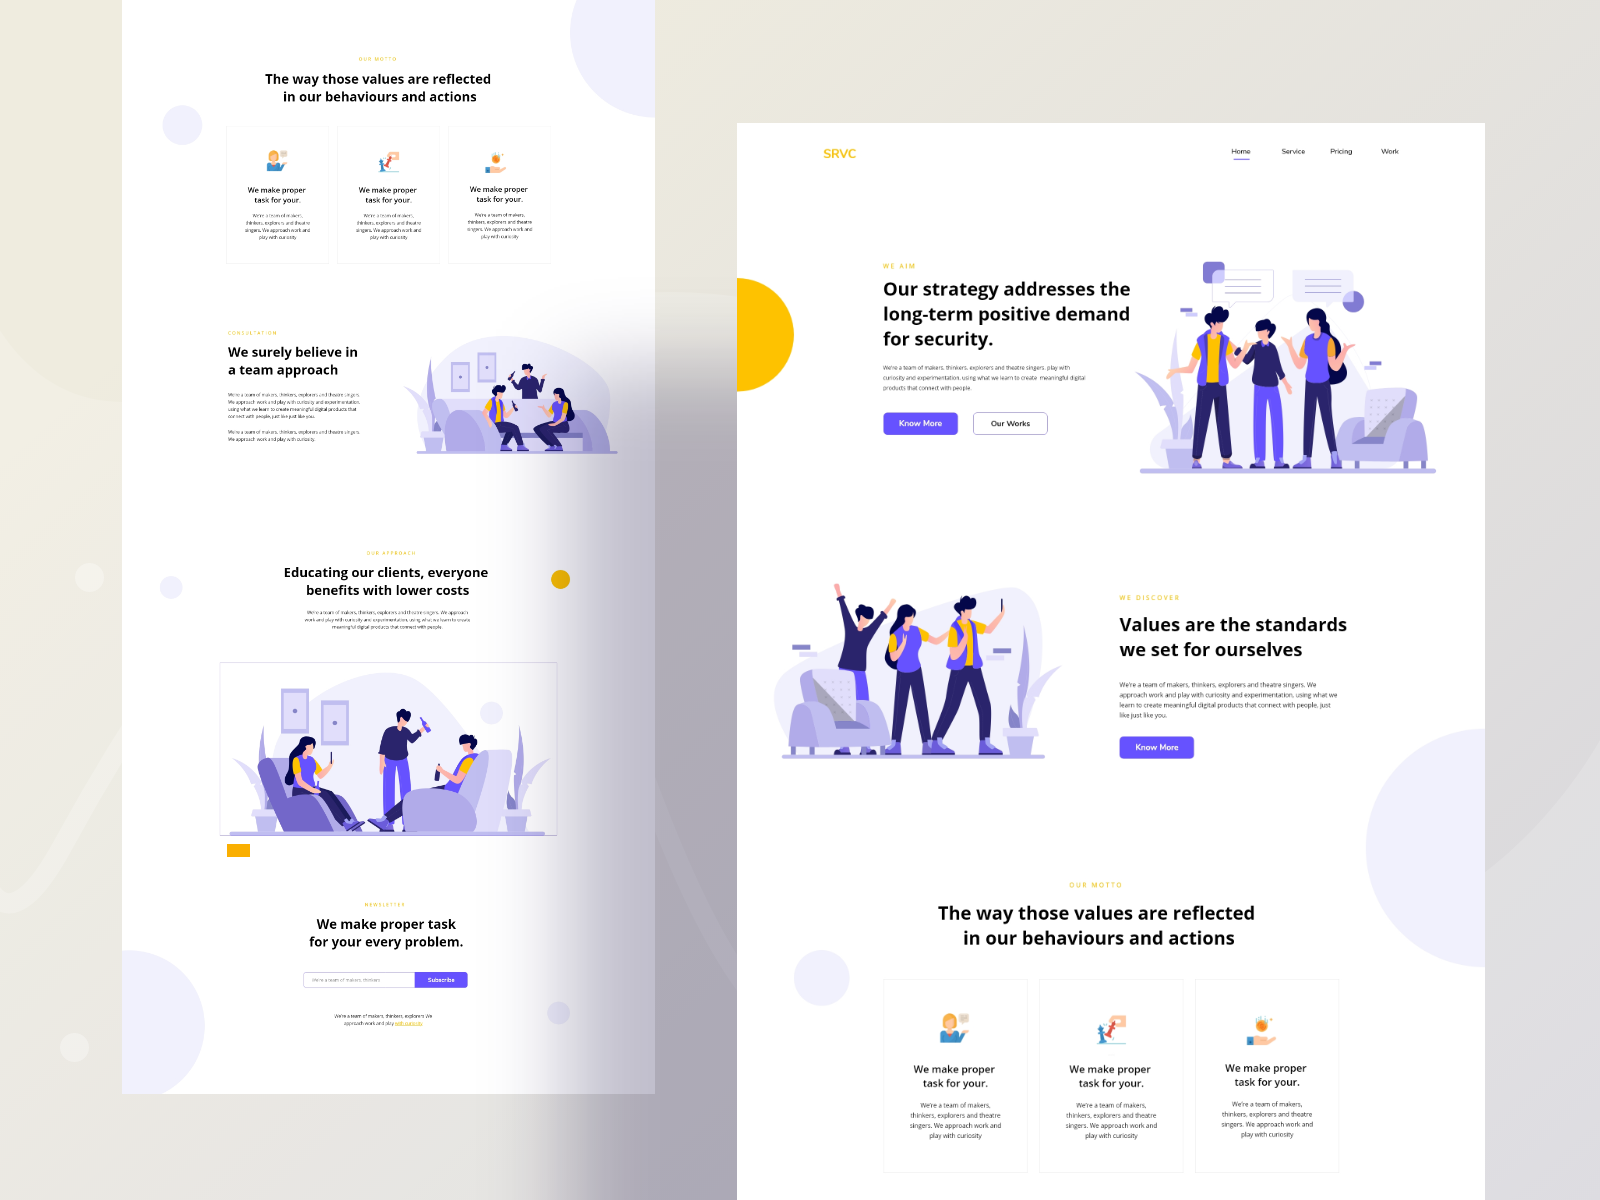 OUR MOTTO
The way those values are reflected
in our behaviours and actions
We make proper
task for your.
We're a team of makers,
thinkers, explorers and theatre
singers. We approach work and
play with curiosity
We make proper
task for your.
We're a team of makers,
thinkers, explorers and theatre
singers. We approach work and
play with curiosity
We make proper
task for your.
We're a team of makers,
thinkers, explorers and theatre
singers. We approach work and
play with curiosity
CONSULTATION
We surely believe in
a team approach
We're a team of makers, thinkers, explorers and theatre singers.
We approach work and play with curiosity and experimentation,
using what we learn to create meaningful digital products that
connect with people, just like just like you.
We're a team of makers, thinkers, explorers and theatre singers.
We approach work and play with curiosity.
OUR APPROACH
Educating our clients, everyone
benefits with lower costs
We're a team of makers, thinkers, explorers and theatre singers. We approach
work and play with curiosity and experimentation, using what we learn to create
meaningful digital products that connect with people.
NEWSLETTER
We make proper task
for your every problem.
We're a team of makers, thinkers
Subscribe
We're a team of makers, thinkers, explorers We
approach work and play with curiosity
SRVC
Home
Service
Pricing
Work
WE AIM
Our strategy addresses the
long-term positive demand
for security.
We're a team of makers, thinkers, explorers and theatre singers. play with
curiosity and experimentation, using what we learn to create meaningful digital
products that connect with people.
Know More
Our Works
WE DISCOVER
Values are the standards
we set for ourselves
We're a team of makers, thinkers, explorers and theatre singers. We
approach work and play with curiosity and experimentation, using what we
learn to create meaningful digital products that connect with people, just
like just like you.
Know More
OUR MOTTO
The way those values are reflected
in our behaviours and actions
We make proper
task for your.
We're a team of makers,
thinkers, explorers and theatre
singers. We approach work and
play with curiosity
We make proper
task for your.
We're a team of makers,
thinkers, explorers and theatre
singers. We approach work and
play with curiosity
We make proper
task for your.
We're a team of makers,
thinkers, explorers and theatre
singers. We approach work and
play with curiosity